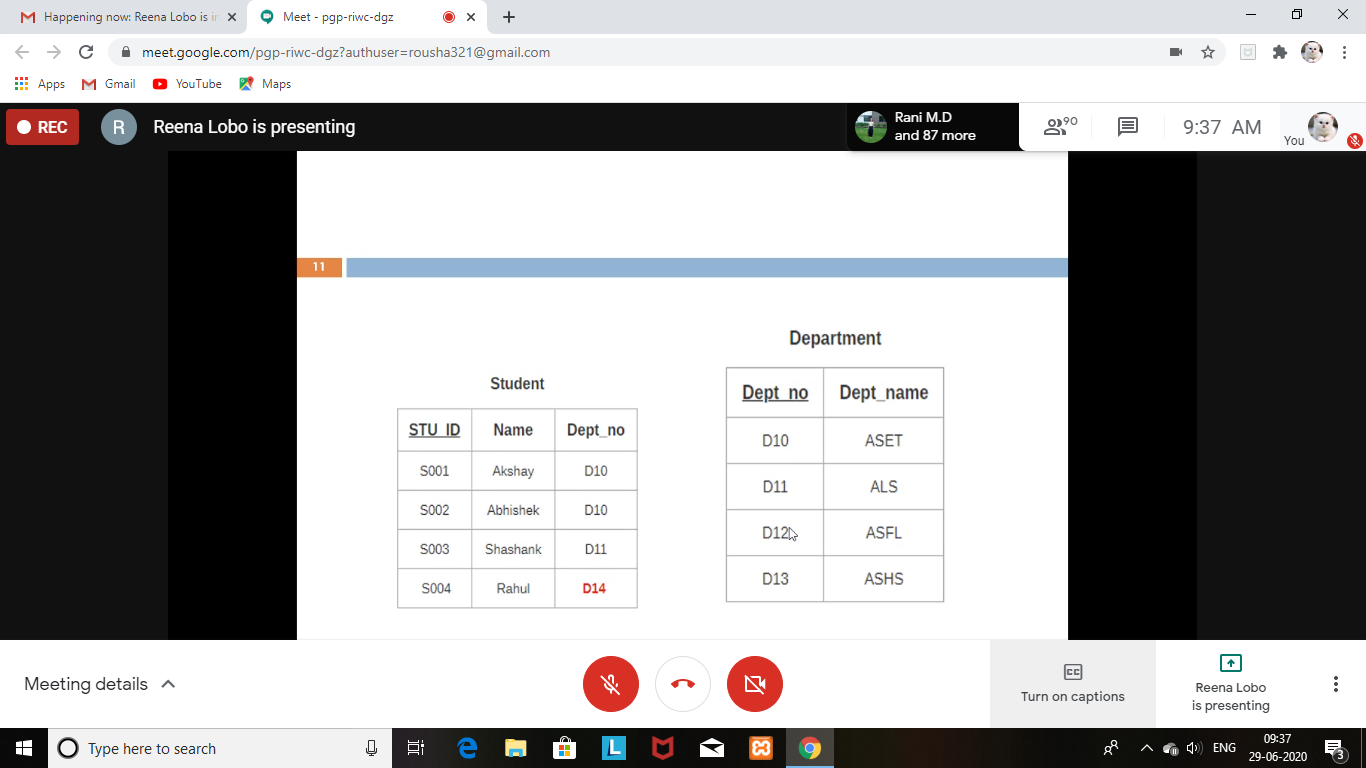 Happening now: Reena Lobo is in
Meet - pgp-riwc-dgz
meet.google.com/pgp-riwc-dgz?authuser=rousha321@gmail.com
Apps
Gmail
YouTube
Maps
REC
R
Reena Lobo is presenting
Rani M.D
and 87 more
90
9:37 AM
You
11
Student
STU_ID Name Dept_no
S001 Akshay D10
S002 Abhishek D10
S003 Shashank D11
S004 Rahul D14
Department
Dept_no Dept_name
D10 ASET
D11 ALS
D12 ASFL
D13 ASHS
Meeting details
CC
Turn on captions
Reena Lobo
is presenting
Type here to search
L
ENG
09:37
29-06-2020
3